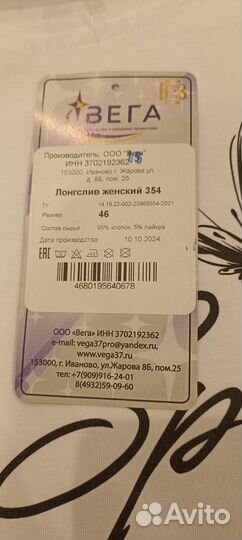 ВЕГА
Производитель: ООО "Вега"
ИНН 3702192362
153000, Иваново г, Жарова ул,
д. 8Б, пом. 25
Лонгслив женский 354
ТУ 14.19.22-002-23969554-2021
Размер 46
Состав сырья 95% хлопок, 5% лайкра
Дата производства 10.10.2024
EAC
4680195640678
ООО «Вега» ИНН 3702192362
e-mail: vega37pro@yandex.ru,
www.vega37.ru
153000, г. Иваново, ул.Жарова 8Б, пом.25
тел: +7(909)916-24-01
8(4932)59-09-60
Avito